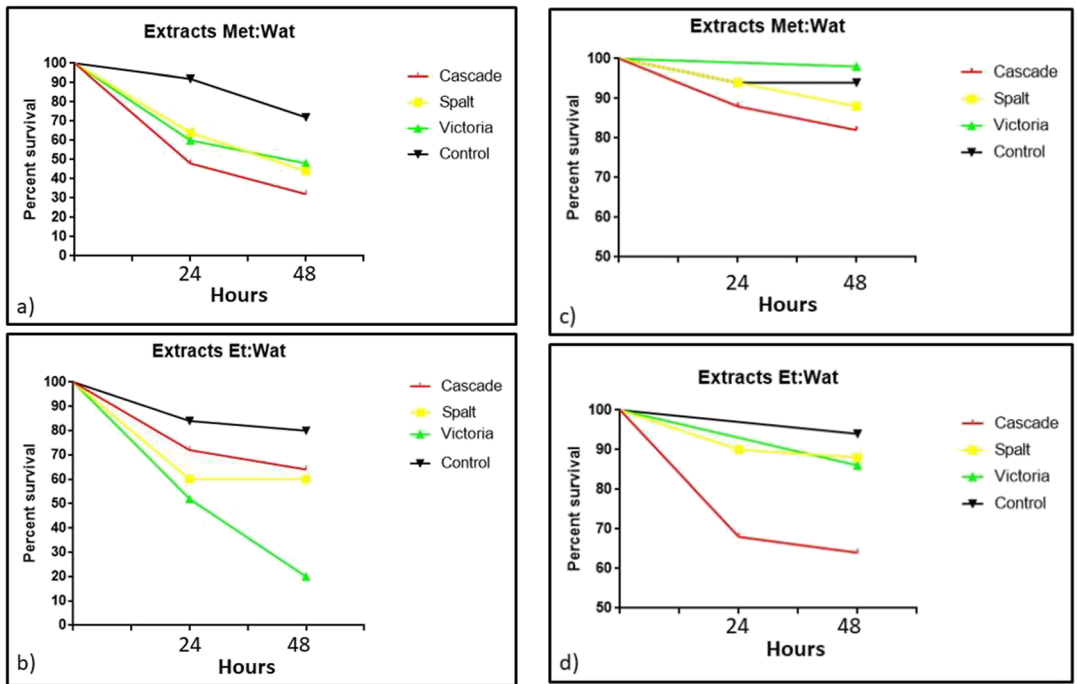 Extracts Met:Wat
Percent survival
100
90
80
70
60
50
40
30
20
10
0
24
48
Hours
Cascade
Spalt
Victoria
Control
a)
Extracts Et:Wat
Percent survival
100
90
80
70
60
50
40
30
20
10
0
24
48
Hours
Cascade
Spalt
Victoria
Control
b)
Extracts Met:Wat
Percent survival
100
90
80
70
60
50
24
48
Hours
Cascade
Spalt
Victoria
Control
c)
Extracts Et:Wat
Percent survival
100
90
80
70
60
50
24
48
Hours
Cascade
Spalt
Victoria
Control
d)